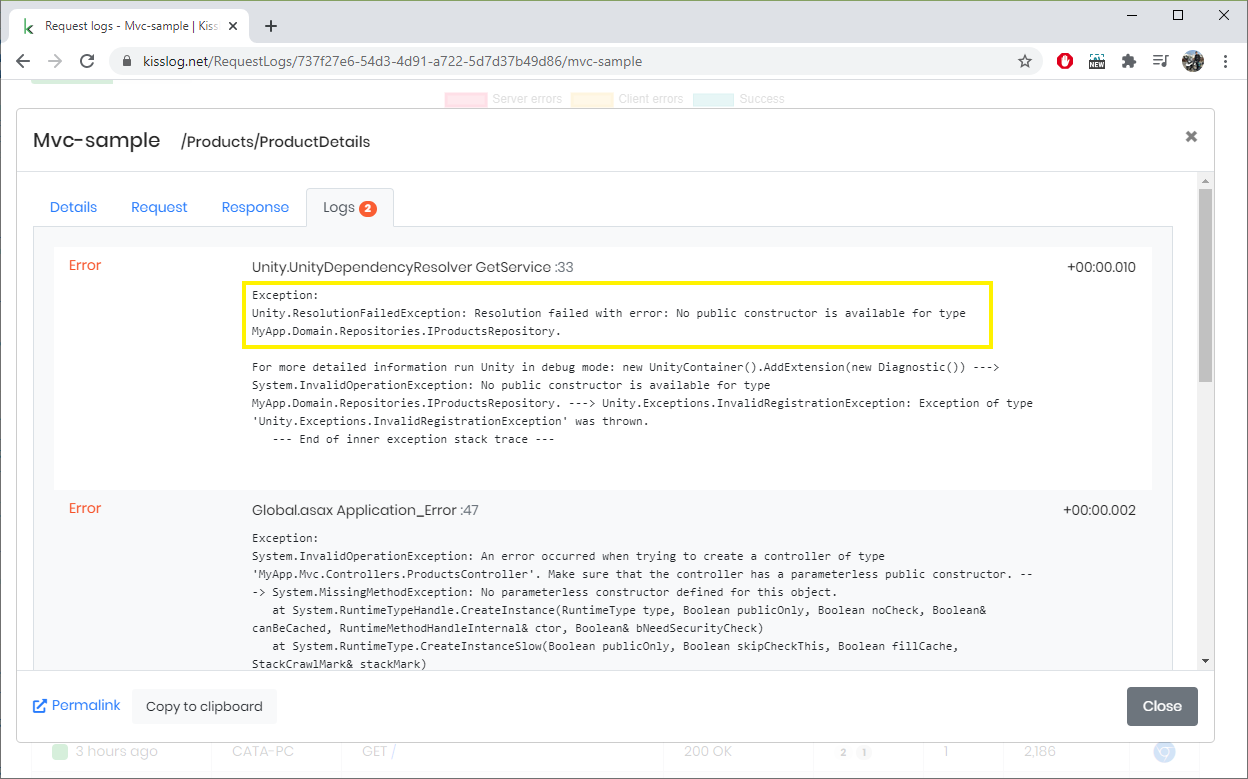 Request logs - Mvc-sample | Kiss
kisslog.net/RequestLogs/737f27e6-54d3-4d91-a722-5d7d37b49d86/mvc-sample
NEW
Server errors
Client errors
Success
Mvc-sample
/Products/ProductDetails
Details
Request
Response
Logs 2
Error
Unity.UnityDependencyResolver GetService :33
+00:00.010
Exception:
Unity.ResolutionFailedException: Resolution failed with error: No public constructor is available for type
MyApp.Domain.Repositories.IProductsRepository.
For more detailed information run Unity in debug mode: new UnityContainer().AddExtension(new Diagnostic()) --->
System.InvalidOperationException: No public constructor is available for type
MyApp.Domain.Repositories.IProductsRepository. ---> Unity.Exceptions.InvalidRegistrationException: Exception of type
'Unity.Exceptions.InvalidRegistrationException' was thrown.
--- End of inner exception stack trace ---
Error
Global.asax Application_Error :47
+00:00.002
Exception:
System.InvalidOperationException: An error occurred when trying to create a controller of type
'MyApp.Mvc.Controllers.ProductsController'. Make sure that the controller has a parameterless public constructor. --
-> System.MissingMethodException: No parameterless constructor defined for this object.
at System.RuntimeTypeHandle.CreateInstance(RuntimeType type, Boolean publicOnly, Boolean noCheck, Boolean&
canBeCached, RuntimeMethodHandleInternal& ctor, Boolean& bNeedSecurityCheck)
at System.RuntimeType.CreateInstanceSlow(Boolean publicOnly, Boolean skipCheckThis, Boolean fillCache,
StackCrawlMark& stackMark)
Permalink
Copy to clipboard
Close
3 hours ago
CATA-PC
GET /
200 OK
2 1
1
2,186